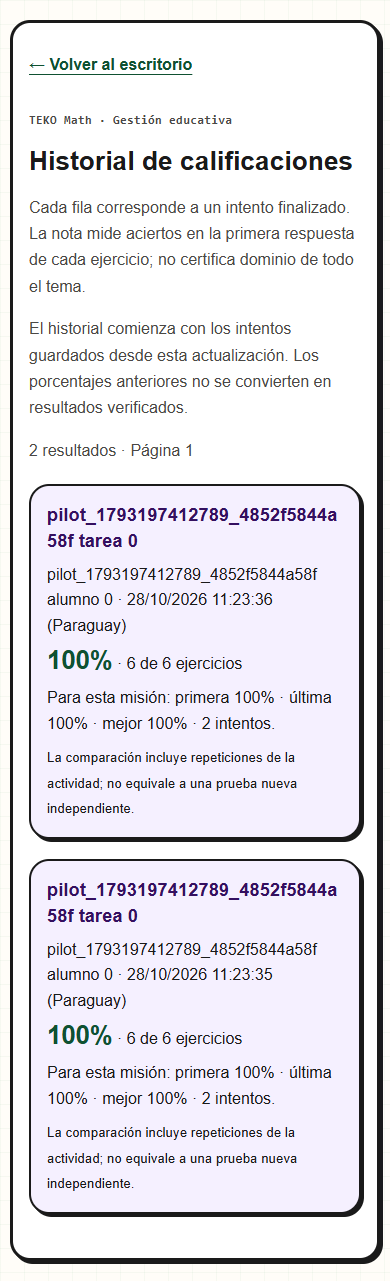 ← Volver al escritorio
TEKO Math · Gestión educativa
Historial de calificaciones
Cada fila corresponde a un intento finalizado.
La nota mide aciertos en la primera respuesta
de cada ejercicio; no certifica dominio de todo
el tema.
El historial comienza con los intentos
guardados desde esta actualización. Los
porcentajes anteriores no se convierten en
resultados verificados.
2 resultados · Página 1
pilot_1793197412789_4852f5844a
58f tarea 0
pilot_1793197412789_4852f5844a58f
alumno 0 · 28/10/2026 11:23:36
(Paraguay)
100% · 6 de 6 ejercicios
Para esta misión: primera 100% · última
100% · mejor 100% · 2 intentos.
La comparación incluye repeticiones de la
actividad; no equivale a una prueba nueva
independiente.
pilot_1793197412789_4852f5844a
58f tarea 0
pilot_1793197412789_4852f5844a58f
alumno 0 · 28/10/2026 11:23:35
(Paraguay)
100% · 6 de 6 ejercicios
Para esta misión: primera 100% · última
100% · mejor 100% · 2 intentos.
La comparación incluye repeticiones de la
actividad; no equivale a una prueba nueva
independiente.